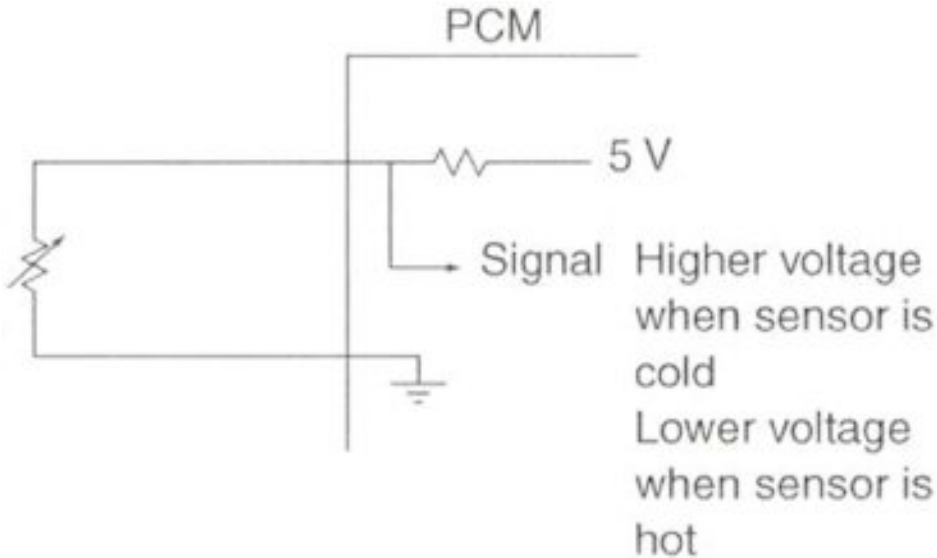 PCM
5 V
Signal Higher voltage
when sensor is
cold
Lower voltage
when sensor is
hot